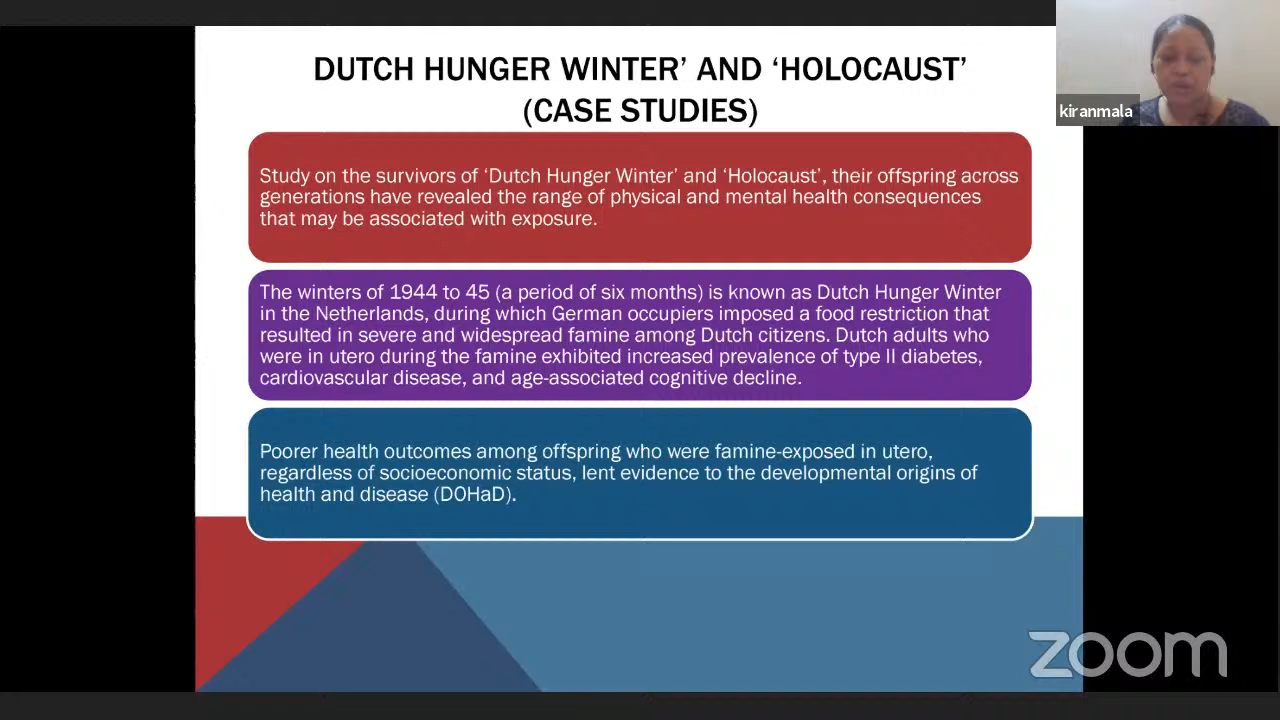 DUTCH HUNGER WINTER’ AND ‘HOLOCAUST’
(CASE STUDIES)
kiranmala
Study on the survivors of ‘Dutch Hunger Winter’ and ‘Holocaust’, their offspring across
generations have revealed the range of physical and mental health consequences
that may be associated with exposure.
The winters of 1944 to 45 (a period of six months) is known as Dutch Hunger Winter
in the Netherlands, during which German occupiers imposed a food restriction that
resulted in severe and widespread famine among Dutch citizens. Dutch adults who
were in utero during the famine exhibited increased prevalence of type II diabetes,
cardiovascular disease, and age-associated cognitive decline.
Poorer health outcomes among offspring who were famine-exposed in utero,
regardless of socioeconomic status, lent evidence to the developmental origins of
health and disease (DOHaD).
zoom